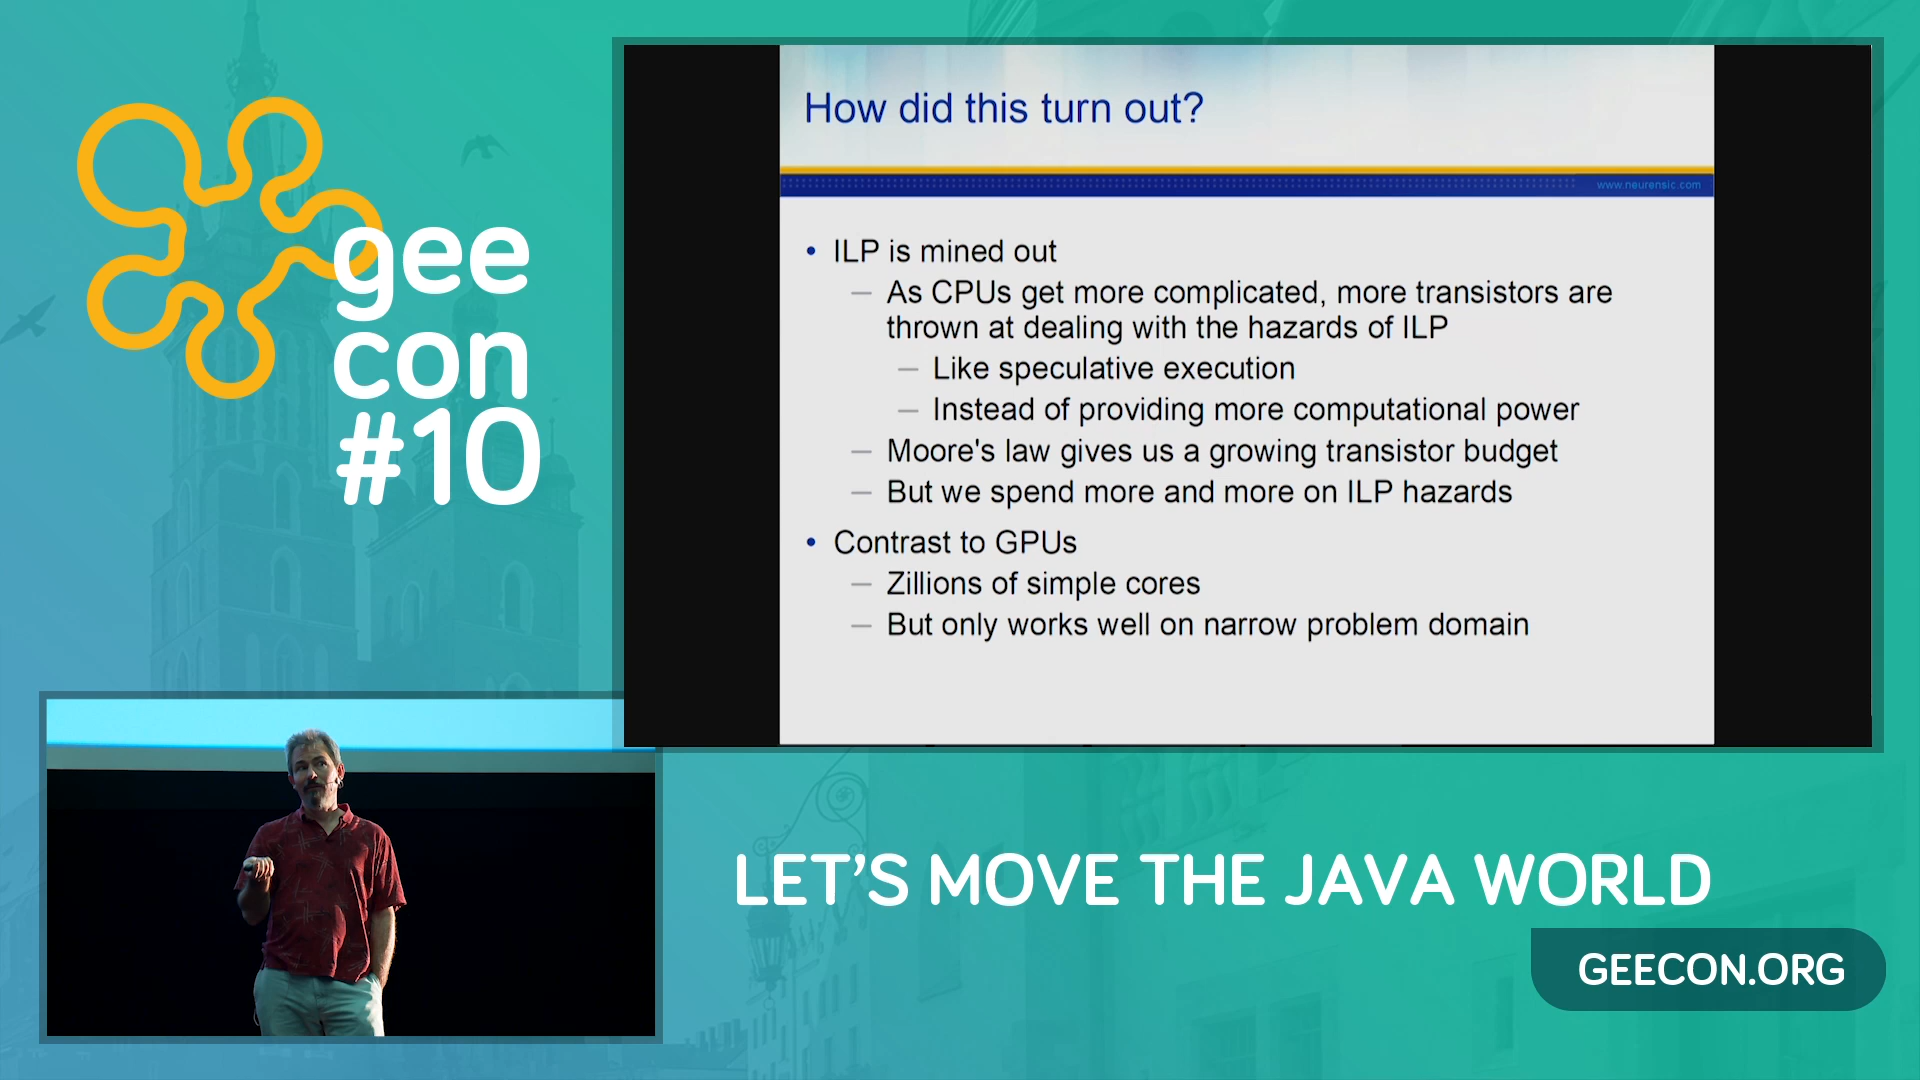 gee
con
#10
How did this turn out?
www.neurensic.com
• ILP is mined out
– As CPUs get more complicated, more transistors are
thrown at dealing with the hazards of ILP
– Like speculative execution
– Instead of providing more computational power
– Moore's law gives us a growing transistor budget
– But we spend more and more on ILP hazards
• Contrast to GPUs
– Zillions of simple cores
– But only works well on narrow problem domain
LET'S MOVE THE JAVA WORLD
GEECON.ORG